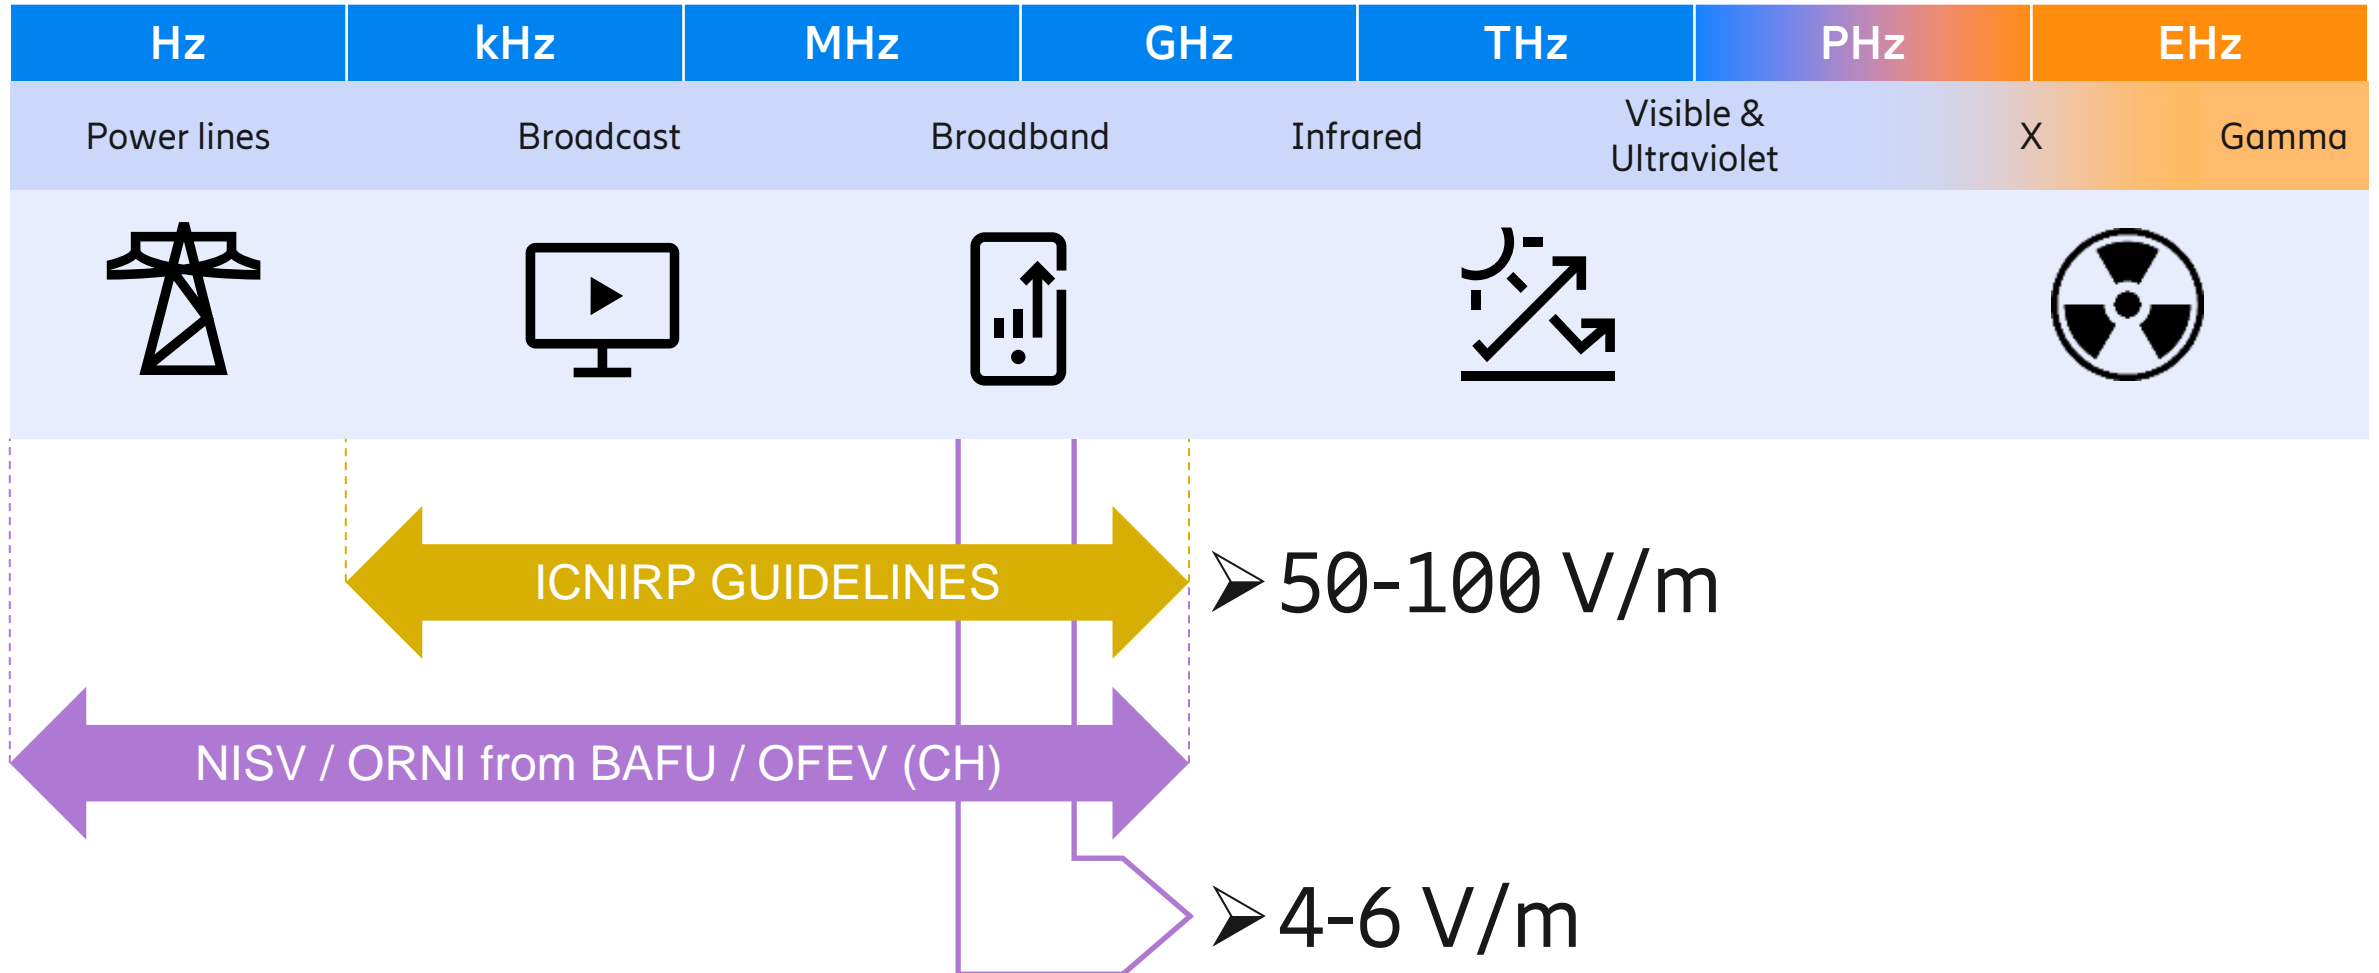 Hz kHz MHz GHz THz PHz EHz
Power lines Broadcast Broadband Infrared Visible & Ultraviolet X Gamma
ICNIRP GUIDELINES
➢ 50-100 V/m
NISV / ORNI from BAFU / OFEV (CH)
➢ 4-6 V/m